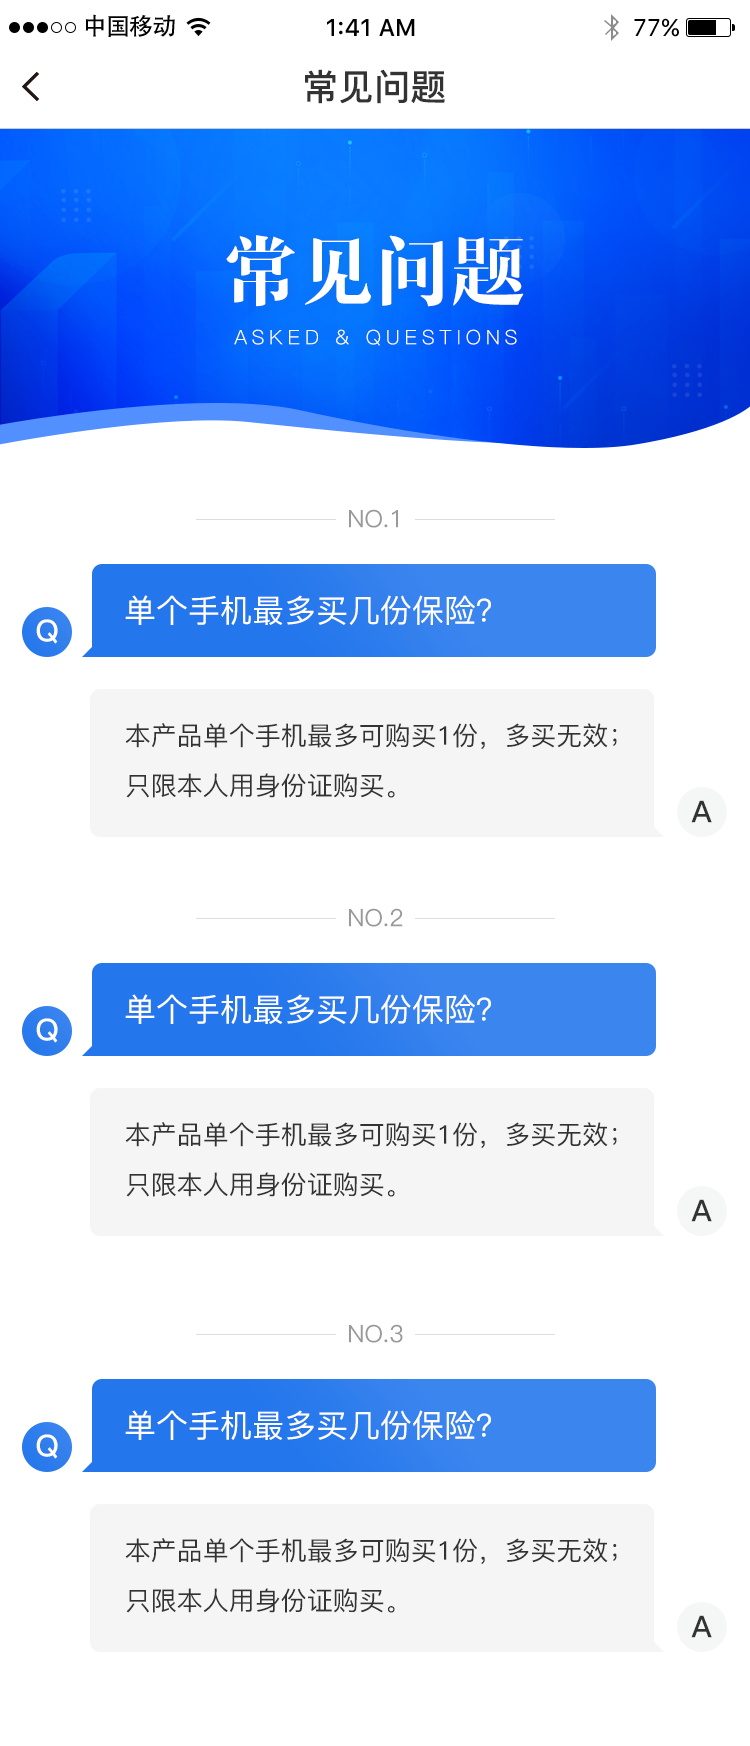 中国移动
1:41 AM
77%
常见问题
常见问题
ASKED & QUESTIONS
NO.1
Q
单个手机最多买几份保险?
本产品单个手机最多可购买1份，多买无效；
只限本人用身份证购买。
A
NO.2
Q
单个手机最多买几份保险?
本产品单个手机最多可购买1份，多买无效；
只限本人用身份证购买。
A
NO.3
Q
单个手机最多买几份保险?
本产品单个手机最多可购买1份，多买无效；
只限本人用身份证购买。
A